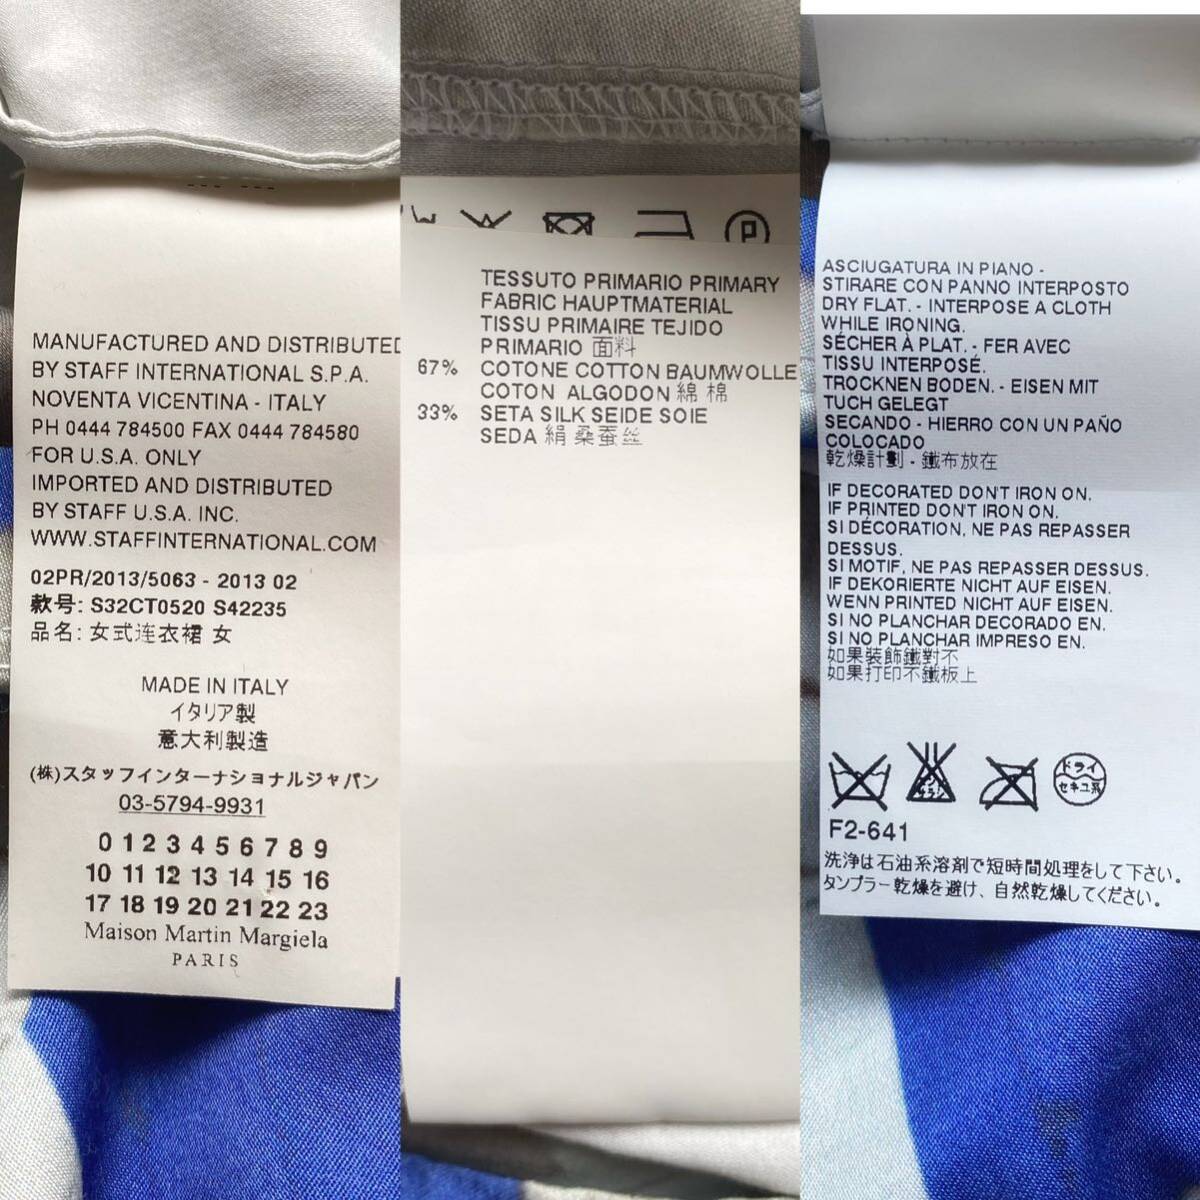 MANUFACTURED AND DISTRIBUTED
BY STAFF INTERNATIONAL S.P.A.
NOVENTA VICENTINA - ITALY
PH 0444 784500 FAX 0444 784580
FOR U.S.A. ONLY
IMPORTED AND DISTRIBUTED
BY STAFF U.S.A. INC.
WWW.STAFFINTERNATIONAL.COM
02PR/2013/5063 - 2013 02
款号: S32CT0520 S42235
品名: 女式连衣裙 女
MADE IN ITALY
イタリア製
意大利製造
(株)スタッフインターナショナルジャパン
03-5794-9931
0 1 2 3 4 5 6 7 8 9
10 11 12 13 14 15 16
17 18 19 20 21 22 23
Maison Martin Margiela
PARIS
P
TESSUTO PRIMARIO PRIMARY
FABRIC HAUPTMATERIAL
TISSU PRIMAIRE TEJIDO
PRIMARIO 面料
67% COTONE COTTON BAUMWOLLE
COTON ALGODON 綿 棉
33% SETA SILK SEIDE SOIE
SEDA 絹 桑蚕丝
ASCIUGATURA IN PIANO -
STIRARE CON PANNO INTERPOSTO
DRY FLAT. - INTERPOSE A CLOTH
WHILE IRONING.
SÉCHER À PLAT. - FER AVEC
TISSU INTERPOSÉ.
TROCKNEN BODEN. - EISEN MIT
TUCH GELEGT
SECANDO - HIERRO CON UN PAÑO
COLOCADO
乾燥計劃 - 鐵布放在
IF DECORATED DON'T IRON ON.
IF PRINTED DON'T IRON ON.
SI DÉCORATION, NE PAS REPASSER
DESSUS.
SI MOTIF, NE PAS REPASSER DESSUS.
IF DEKORIERTE NICHT AUF EISEN.
WENN PRINTED NICHT AUF EISEN.
SI NO PLANCHAR DECORADO EN.
SI NO PLANCHAR IMPRESO EN.
如果裝飾鐵對不
如果打印不鐵板上
ドライ
セキユ系
F2-641
洗浄は石油系溶剤で短時間処理をして下さい。
タンブラー乾燥を避け、自然乾燥してください。